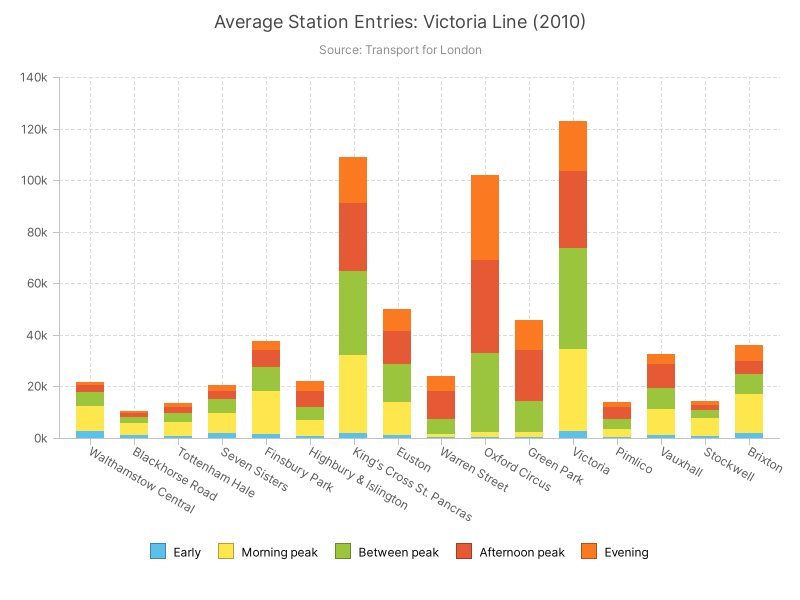 Average Station Entries: Victoria Line (2010)
Source: Transport for London
140k
120k
100k
80k
60k
40k
20k
0k
Walthamstow Central
Blackhorse Road
Tottenham Hale
Seven Sisters
Finsbury Park
Highbury & Islington
King's Cross St. Pancras
Euston
Warren Street
Oxford Circus
Green Park
Victoria
Pimlico
Vauxhall
Stockwell
Brixton
Early
Morning peak
Between peak
Afternoon peak
Evening